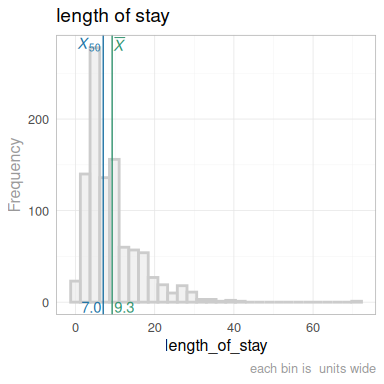 length of stay
X50 X̅
200
100
0
7.0 9.3
0 20 40 60
Frequency
length_of_stay
each bin is  units wide